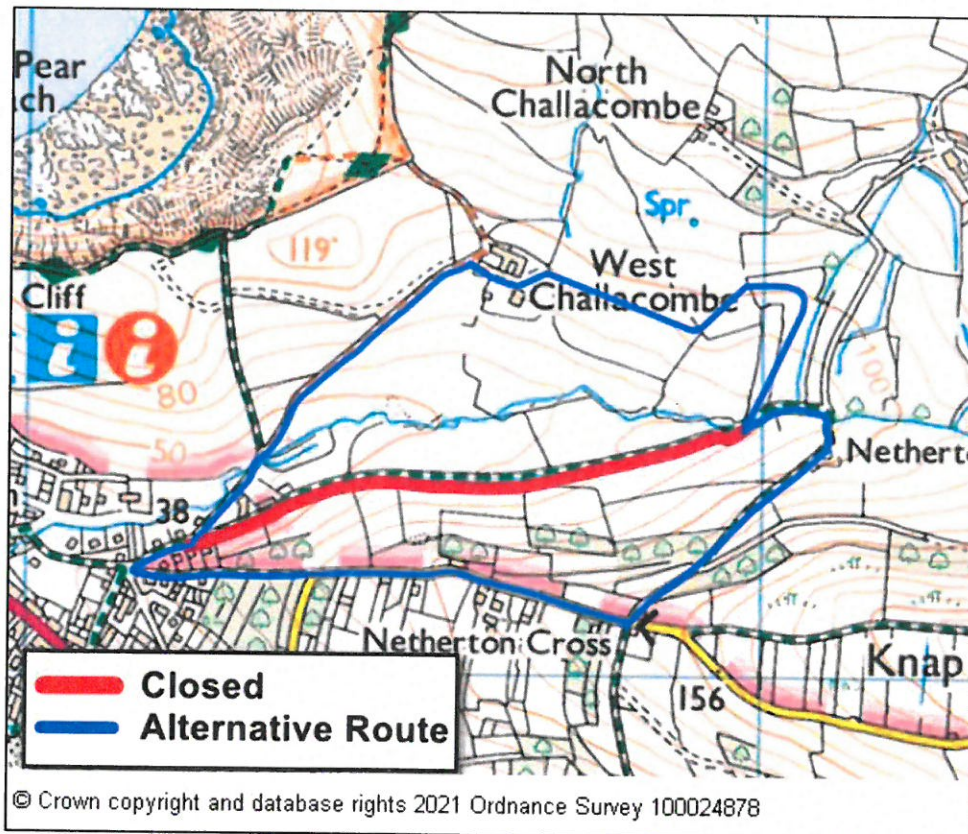 Pear
ach
North
Challacombe
Spr.
119
West
Challacombe
Cliff
i i
80
100
50
Netherto
38
Netherton Cross
Knap
156
Closed
Alternative Route
© Crown copyright and database rights 2021 Ordnance Survey 100024878